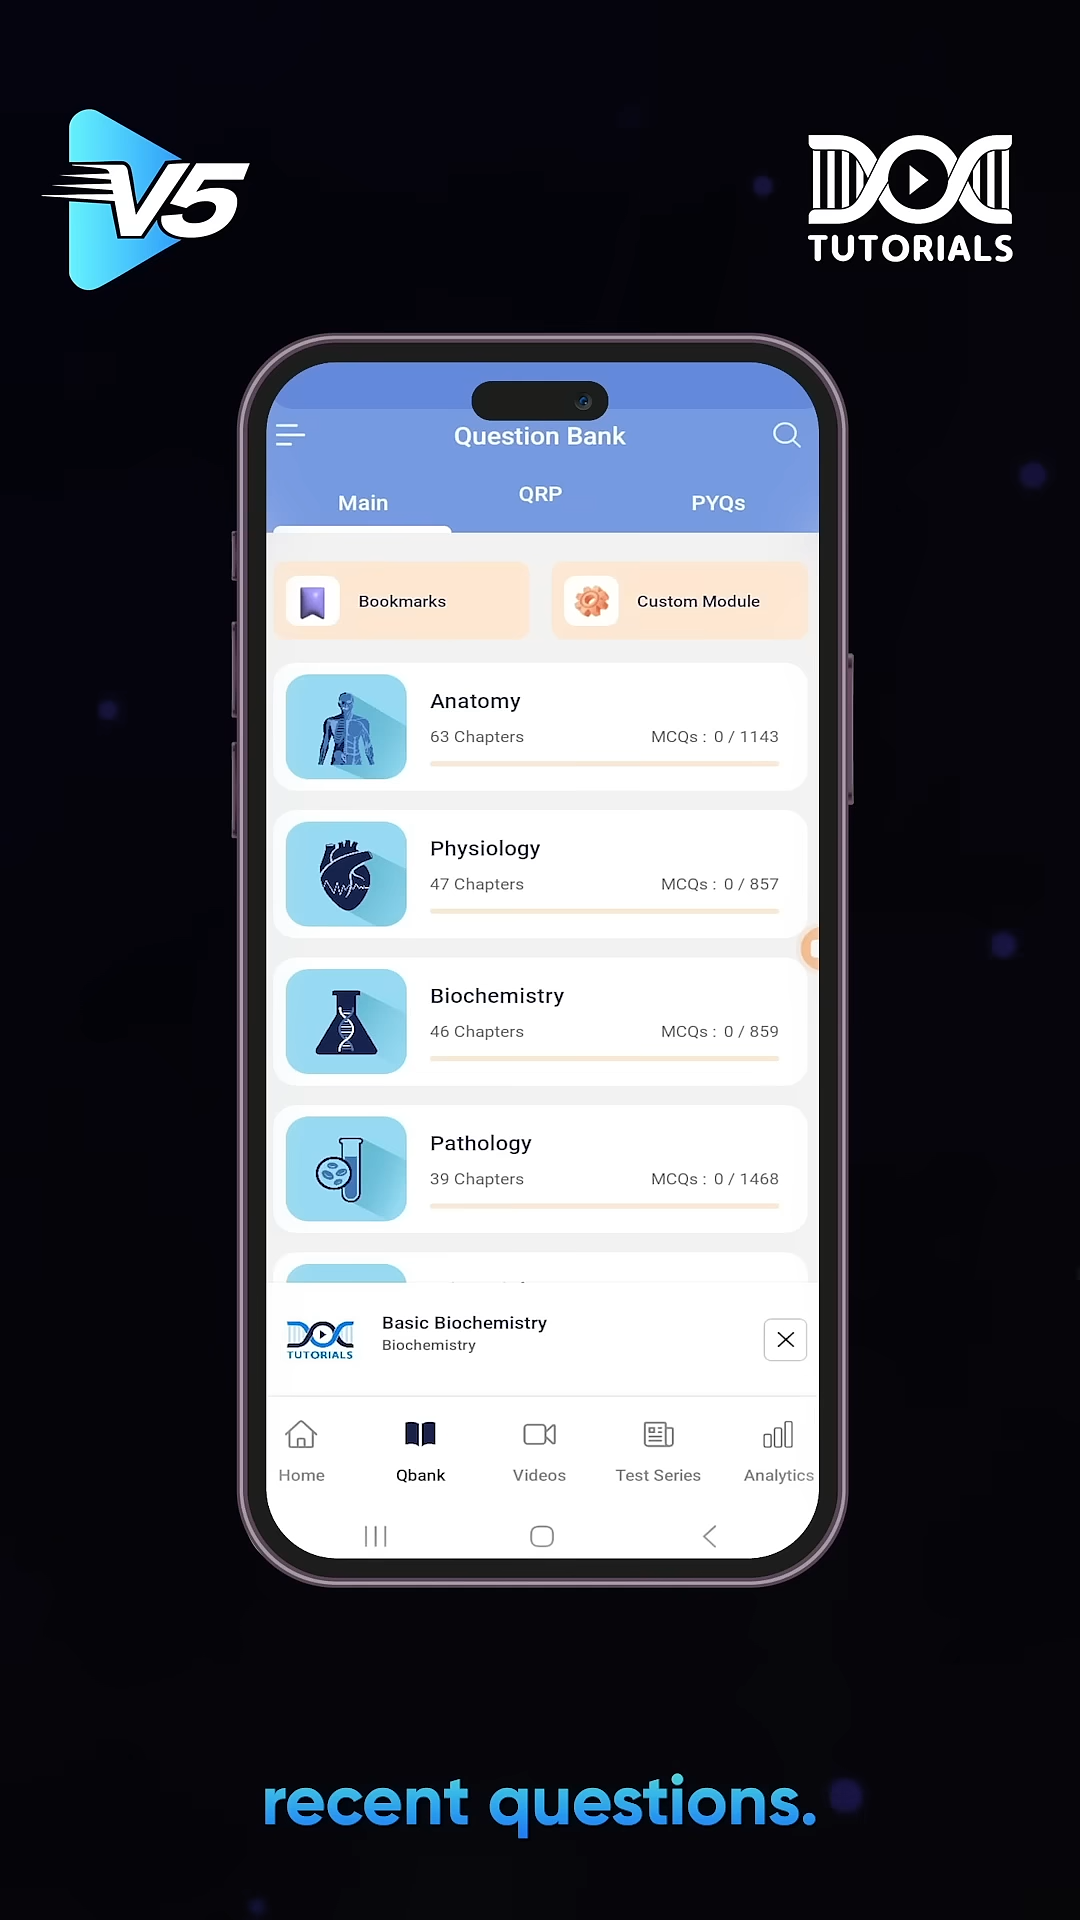 V5
DOC
TUTORIALS
Question Bank
Main
QRP
PYQs
Bookmarks
Custom Module
Anatomy
63 Chapters
MCQs : 0 / 1143
Physiology
47 Chapters
MCQs : 0 / 857
Biochemistry
46 Chapters
MCQs : 0 / 859
Pathology
39 Chapters
MCQs : 0 / 1468
DOC
TUTORIALS
Basic Biochemistry
Biochemistry
Home
Qbank
Videos
Test Series
Analytics
recent questions.